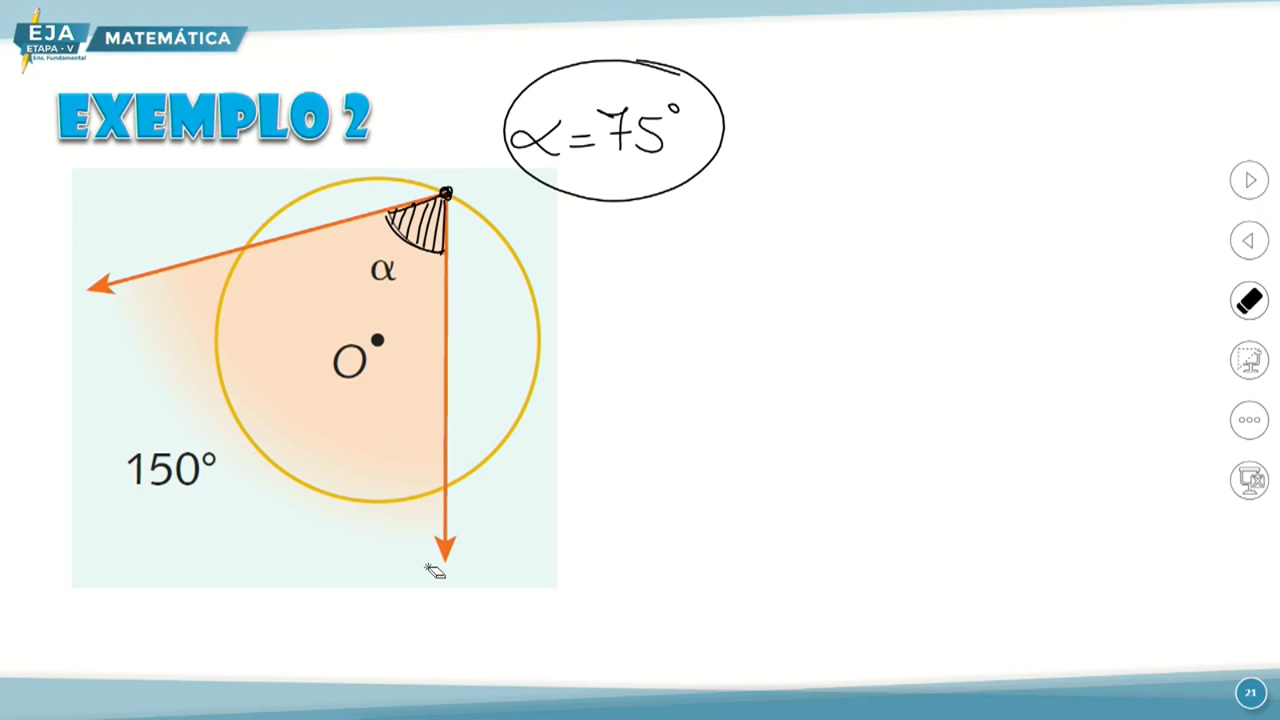 EJA
ETAPA - V
Ens. Fundamental
MATEMÁTICA
EXEMPLO 2
α = 75°
α
O
150°
21